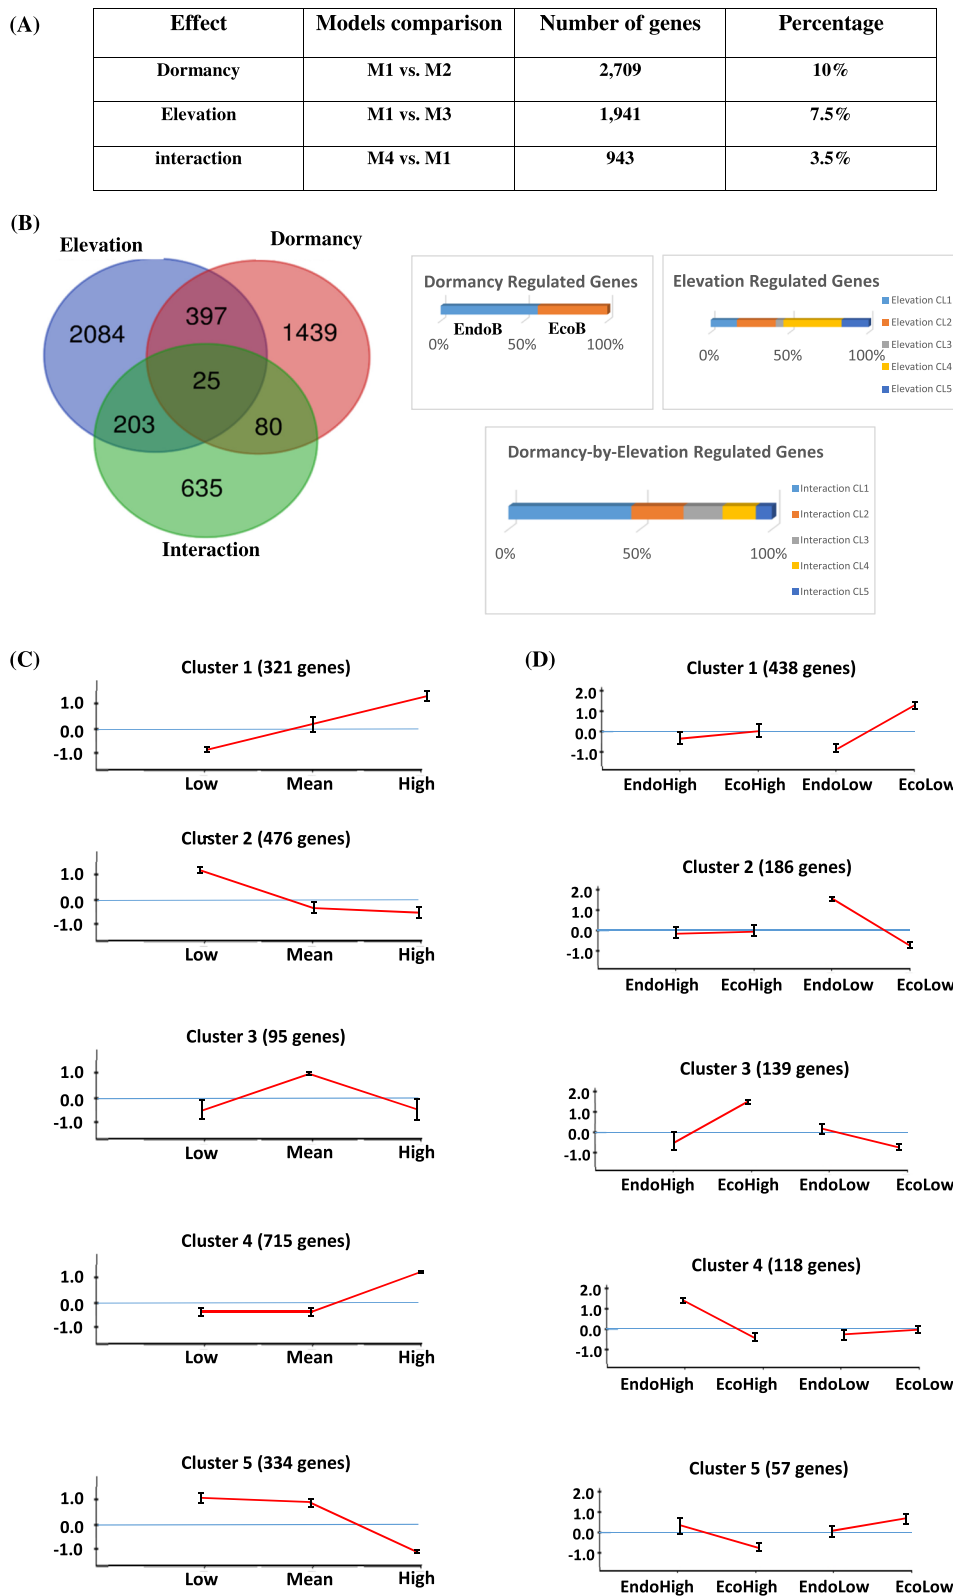 (A)
Effect Models comparison Number of genes Percentage
Dormancy M1 vs. M2 2,709 10%
Elevation M1 vs. M3 1,941 7.5%
interaction M4 vs. M1 943 3.5%
(B)
Elevation
Dormancy
2084
397
1439
25
203
80
635
Interaction
Dormancy Regulated Genes
EndoB EcoB
0% 50% 100%
Elevation Regulated Genes
0% 50% 100%
Elevation CL1
Elevation CL2
Elevation CL3
Elevation CL4
Elevation CL5
Dormancy-by-Elevation Regulated Genes
0% 50% 100%
Interaction CL1
Interaction CL2
Interaction CL3
Interaction CL4
Interaction CL5
(C)
Cluster 1 (321 genes)
1.0
0.0
-1.0
Low Mean High
Cluster 2 (476 genes)
1.0
0.0
-1.0
Low Mean High
Cluster 3 (95 genes)
1.0
0.0
-1.0
Low Mean High
Cluster 4 (715 genes)
1.0
0.0
-1.0
Low Mean High
Cluster 5 (334 genes)
1.0
0.0
-1.0
Low Mean High
(D)
Cluster 1 (438 genes)
2.0
1.0
0.0
-1.0
EndoHigh EcoHigh EndoLow EcoLow
Cluster 2 (186 genes)
2.0
1.0
0.0
-1.0
EndoHigh EcoHigh EndoLow EcoLow
Cluster 3 (139 genes)
2.0
1.0
0.0
-1.0
EndoHigh EcoHigh EndoLow EcoLow
Cluster 4 (118 genes)
2.0
1.0
0.0
-1.0
EndoHigh EcoHigh EndoLow EcoLow
Cluster 5 (57 genes)
2.0
1.0
0.0
-1.0
EndoHigh EcoHigh EndoLow EcoLow